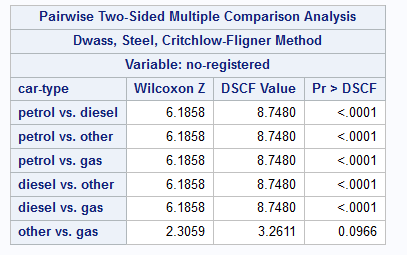 Pairwise Two-Sided Multiple Comparison Analysis
Dwass, Steel, Critchlow-Fligner Method
Variable: no-registered
car-type Wilcoxon Z DSCF Value Pr > DSCF
petrol vs. diesel 6.1858 8.7480 <.0001
petrol vs. other 6.1858 8.7480 <.0001
petrol vs. gas 6.1858 8.7480 <.0001
diesel vs. other 6.1858 8.7480 <.0001
diesel vs. gas 6.1858 8.7480 <.0001
other vs. gas 2.3059 3.2611 0.0966